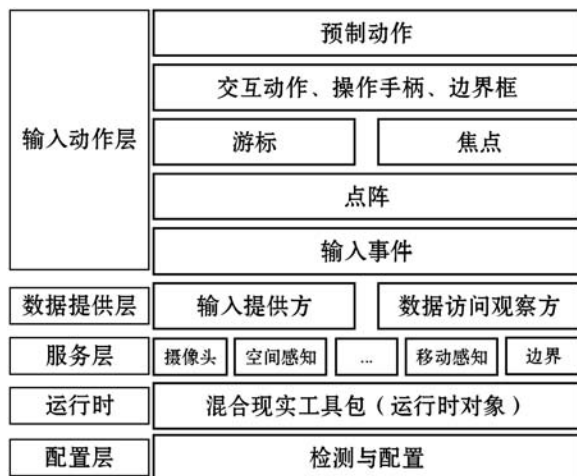 预制动作
交互动作、操作手柄、边界框
输入动作层
游标
焦点
点阵
输入事件
数据提供层
输入提供方
数据访问观察方
服务层
摄像头
空间感知
...
移动感知
边界
运行时
混合现实工具包(运行时对象)
配置层
检测与配置